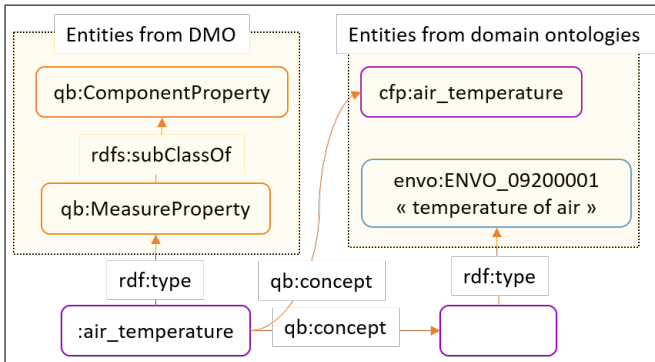 Entities from DMO
Entities from domain ontologies
qb:ComponentProperty
cfp:air_temperature
rdfs:subClassOf
envo:ENVO_09200001
« temperature of air »
qb:MeasureProperty
rdf:type
qb:concept
rdf:type
:air_temperature
qb:concept